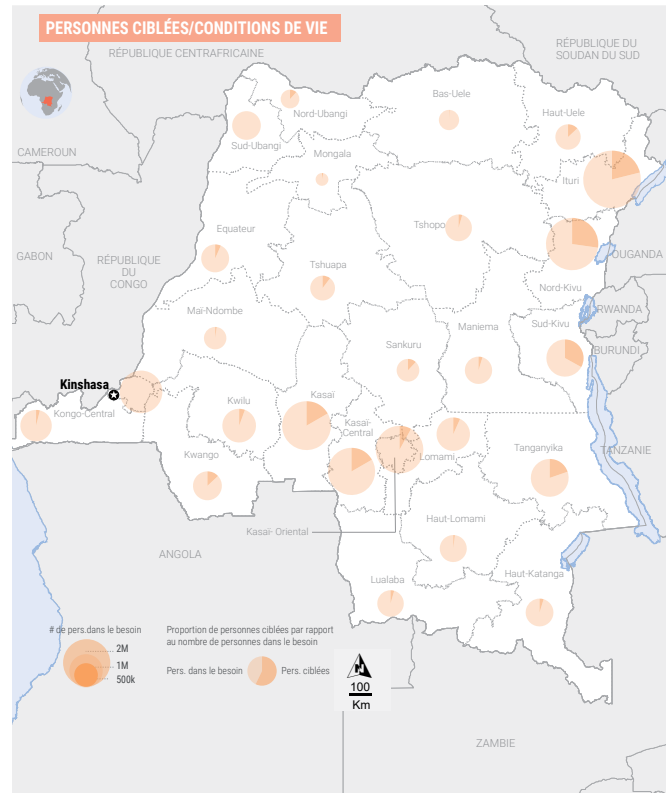 PERSONNES CIBLÉES/CONDITIONS DE VIE
RÉPUBLIQUE CENTRAFRICAINE
RÉPUBLIQUE DU
SOUDAN DU SUD
Bas-Uele
Nord-Ubangi
Haut-Uele
Sud-Ubangi
CAMEROUN
Mongala
Ituri
Equateur
Tshopo
GABON
RÉPUBLIQUE
DU
CONGO
OUGANDA
Tshuapa
Nord-Kivu
Mai-Ndombe
RWANDA
Sud-Kivu
Maniema
Sankuru
BURUNDI
Kinshasa
Kasaï
Kwilu
Kongo-Central
Kasaï-
Central
Kwango
Lomami
Tanganyika
TANZANIE
Haut-Lomami
Kasaï- Oriental
ANGOLA
Lualaba
Haut-Katanga
# de pers.dans le besoin
2M
1M
500k
Proportion de personnes ciblées par rapport
au nombre de personnes dans le besoin
Pers. dans le besoin
Pers. ciblées
N
100
Km
ZAMBIE